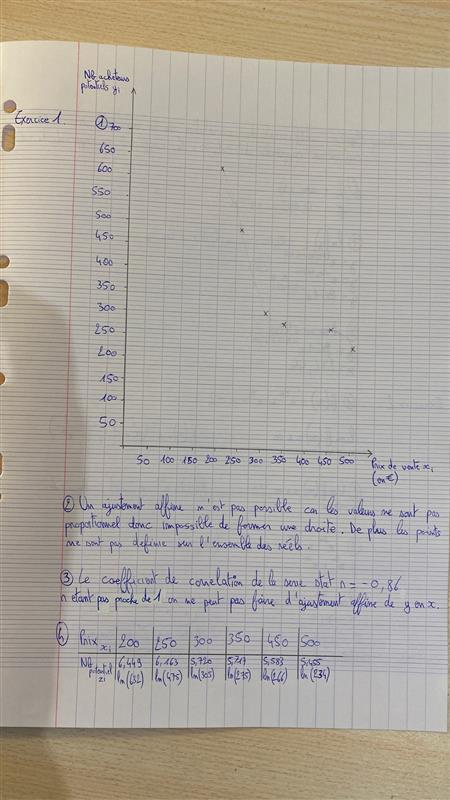 Nb acheteurs
potentiels yi
Exercice 1.
① 700
650
600
550
500
450
400
350
300
250
200
150
100
50
50 100 150 200 250 300 350 400 450 500
Prix de vente xi
(en €)
② Un ajustement affine n'est pas possible car les valeurs ne sont pas
proportionnel donc impossible de former une droite. De plus les points
ne sont pas definie sur l'ensemble des réels.
③ Le coefficient de correlation de la serie stat r = -0,86
r étant pas proche de 1 on ne peut pas faire d'ajustement affine de y en x.
4) Prix xi 200 250 300 350 450 500
Nb potentiel zi 6,449 6,163 5,720 5,617 5,583 5,455
ln(632) ln(475) ln(305) ln(275) ln(266) ln(234)